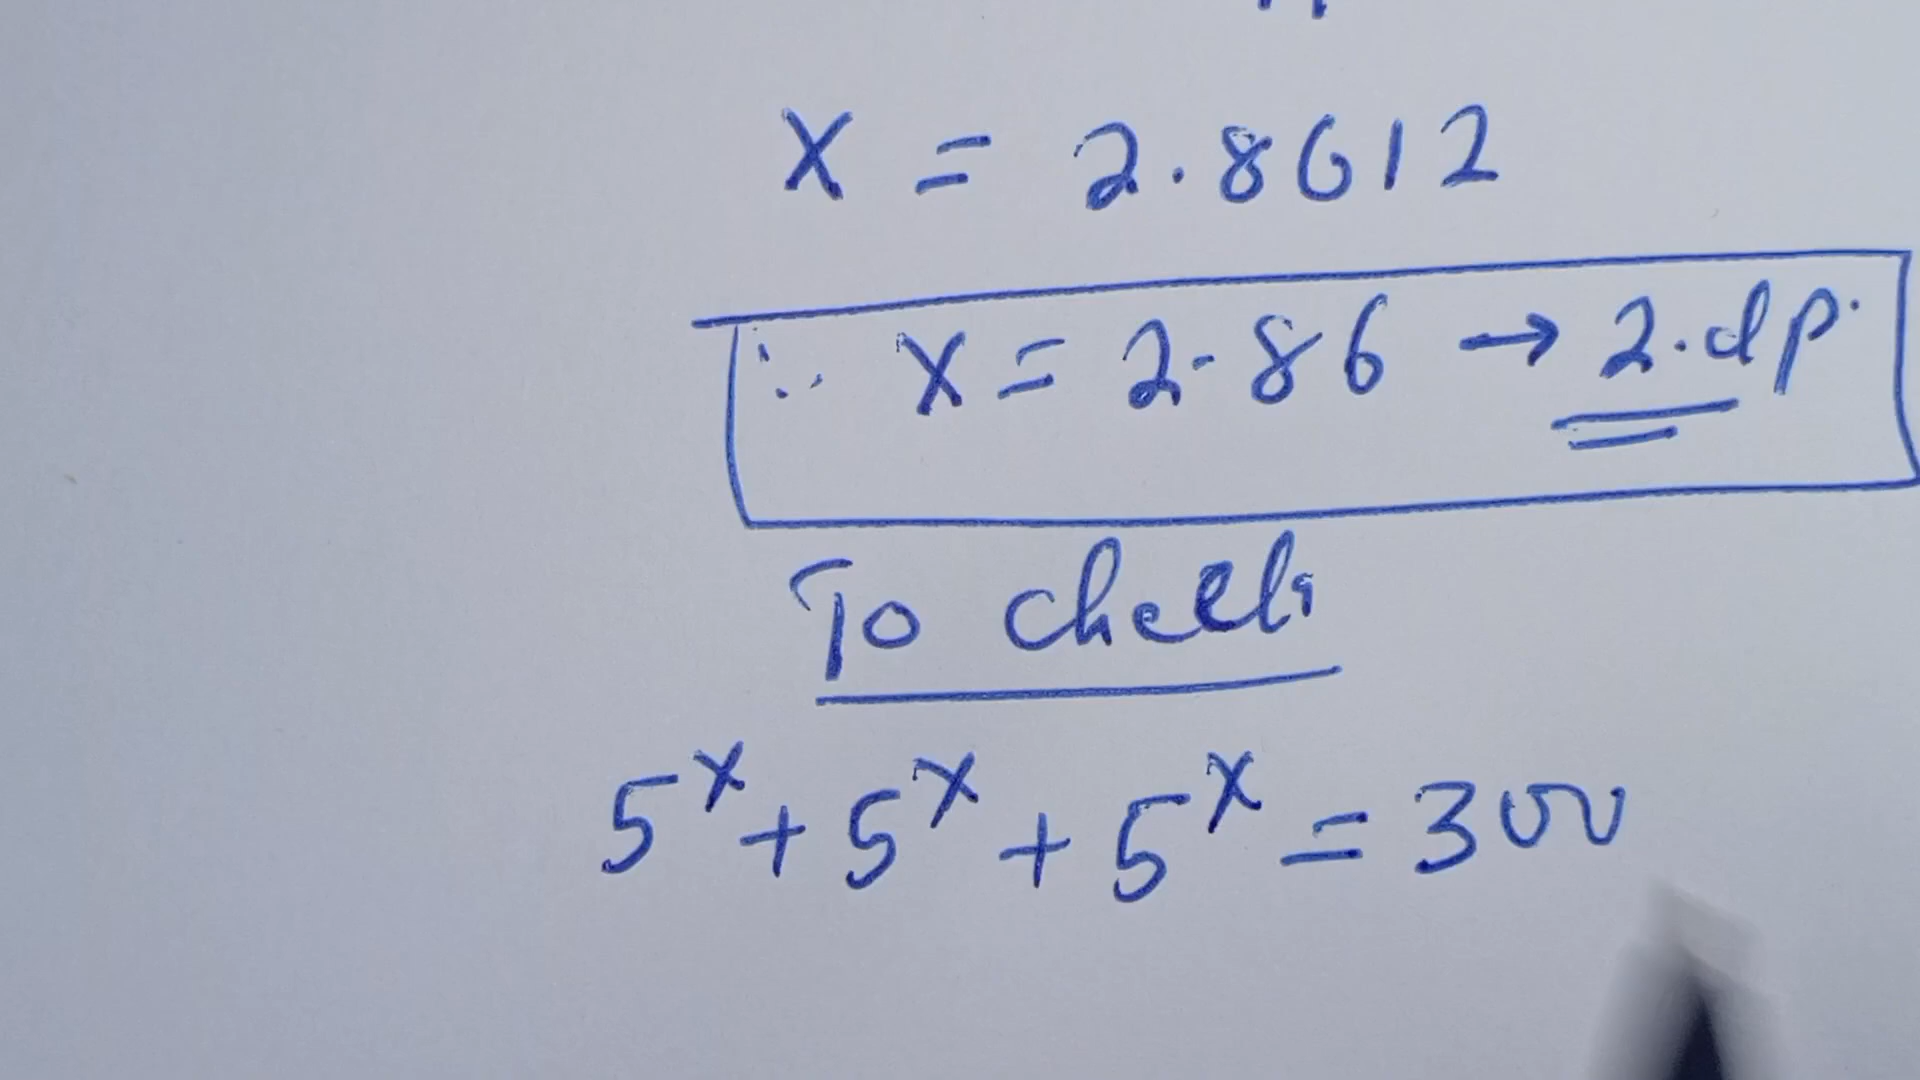 x = 2.8612
∴ x = 2.86 → 2.dp.
To check
5^x + 5^x + 5^x = 300